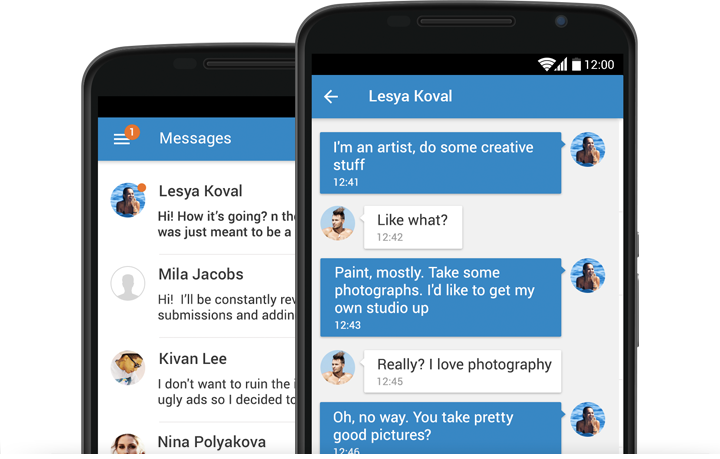 1
Messages
Lesya Koval
Hi! How it's going? n the
was just meant to be a
Mila Jacobs
Hi! I'll be constantly rev
submissions and addin
Kivan Lee
I don't want to ruin the i
ugly ads so I decided to
Nina Polyakova
12:00
Lesya Koval
I'm an artist, do some creative
stuff
12:41
Like what?
12:42
Paint, mostly. Take some
photographs. I'd like to get my
own studio up
12:43
Really? I love photography
12:45
Oh, no way. You take pretty
good pictures?
12:46